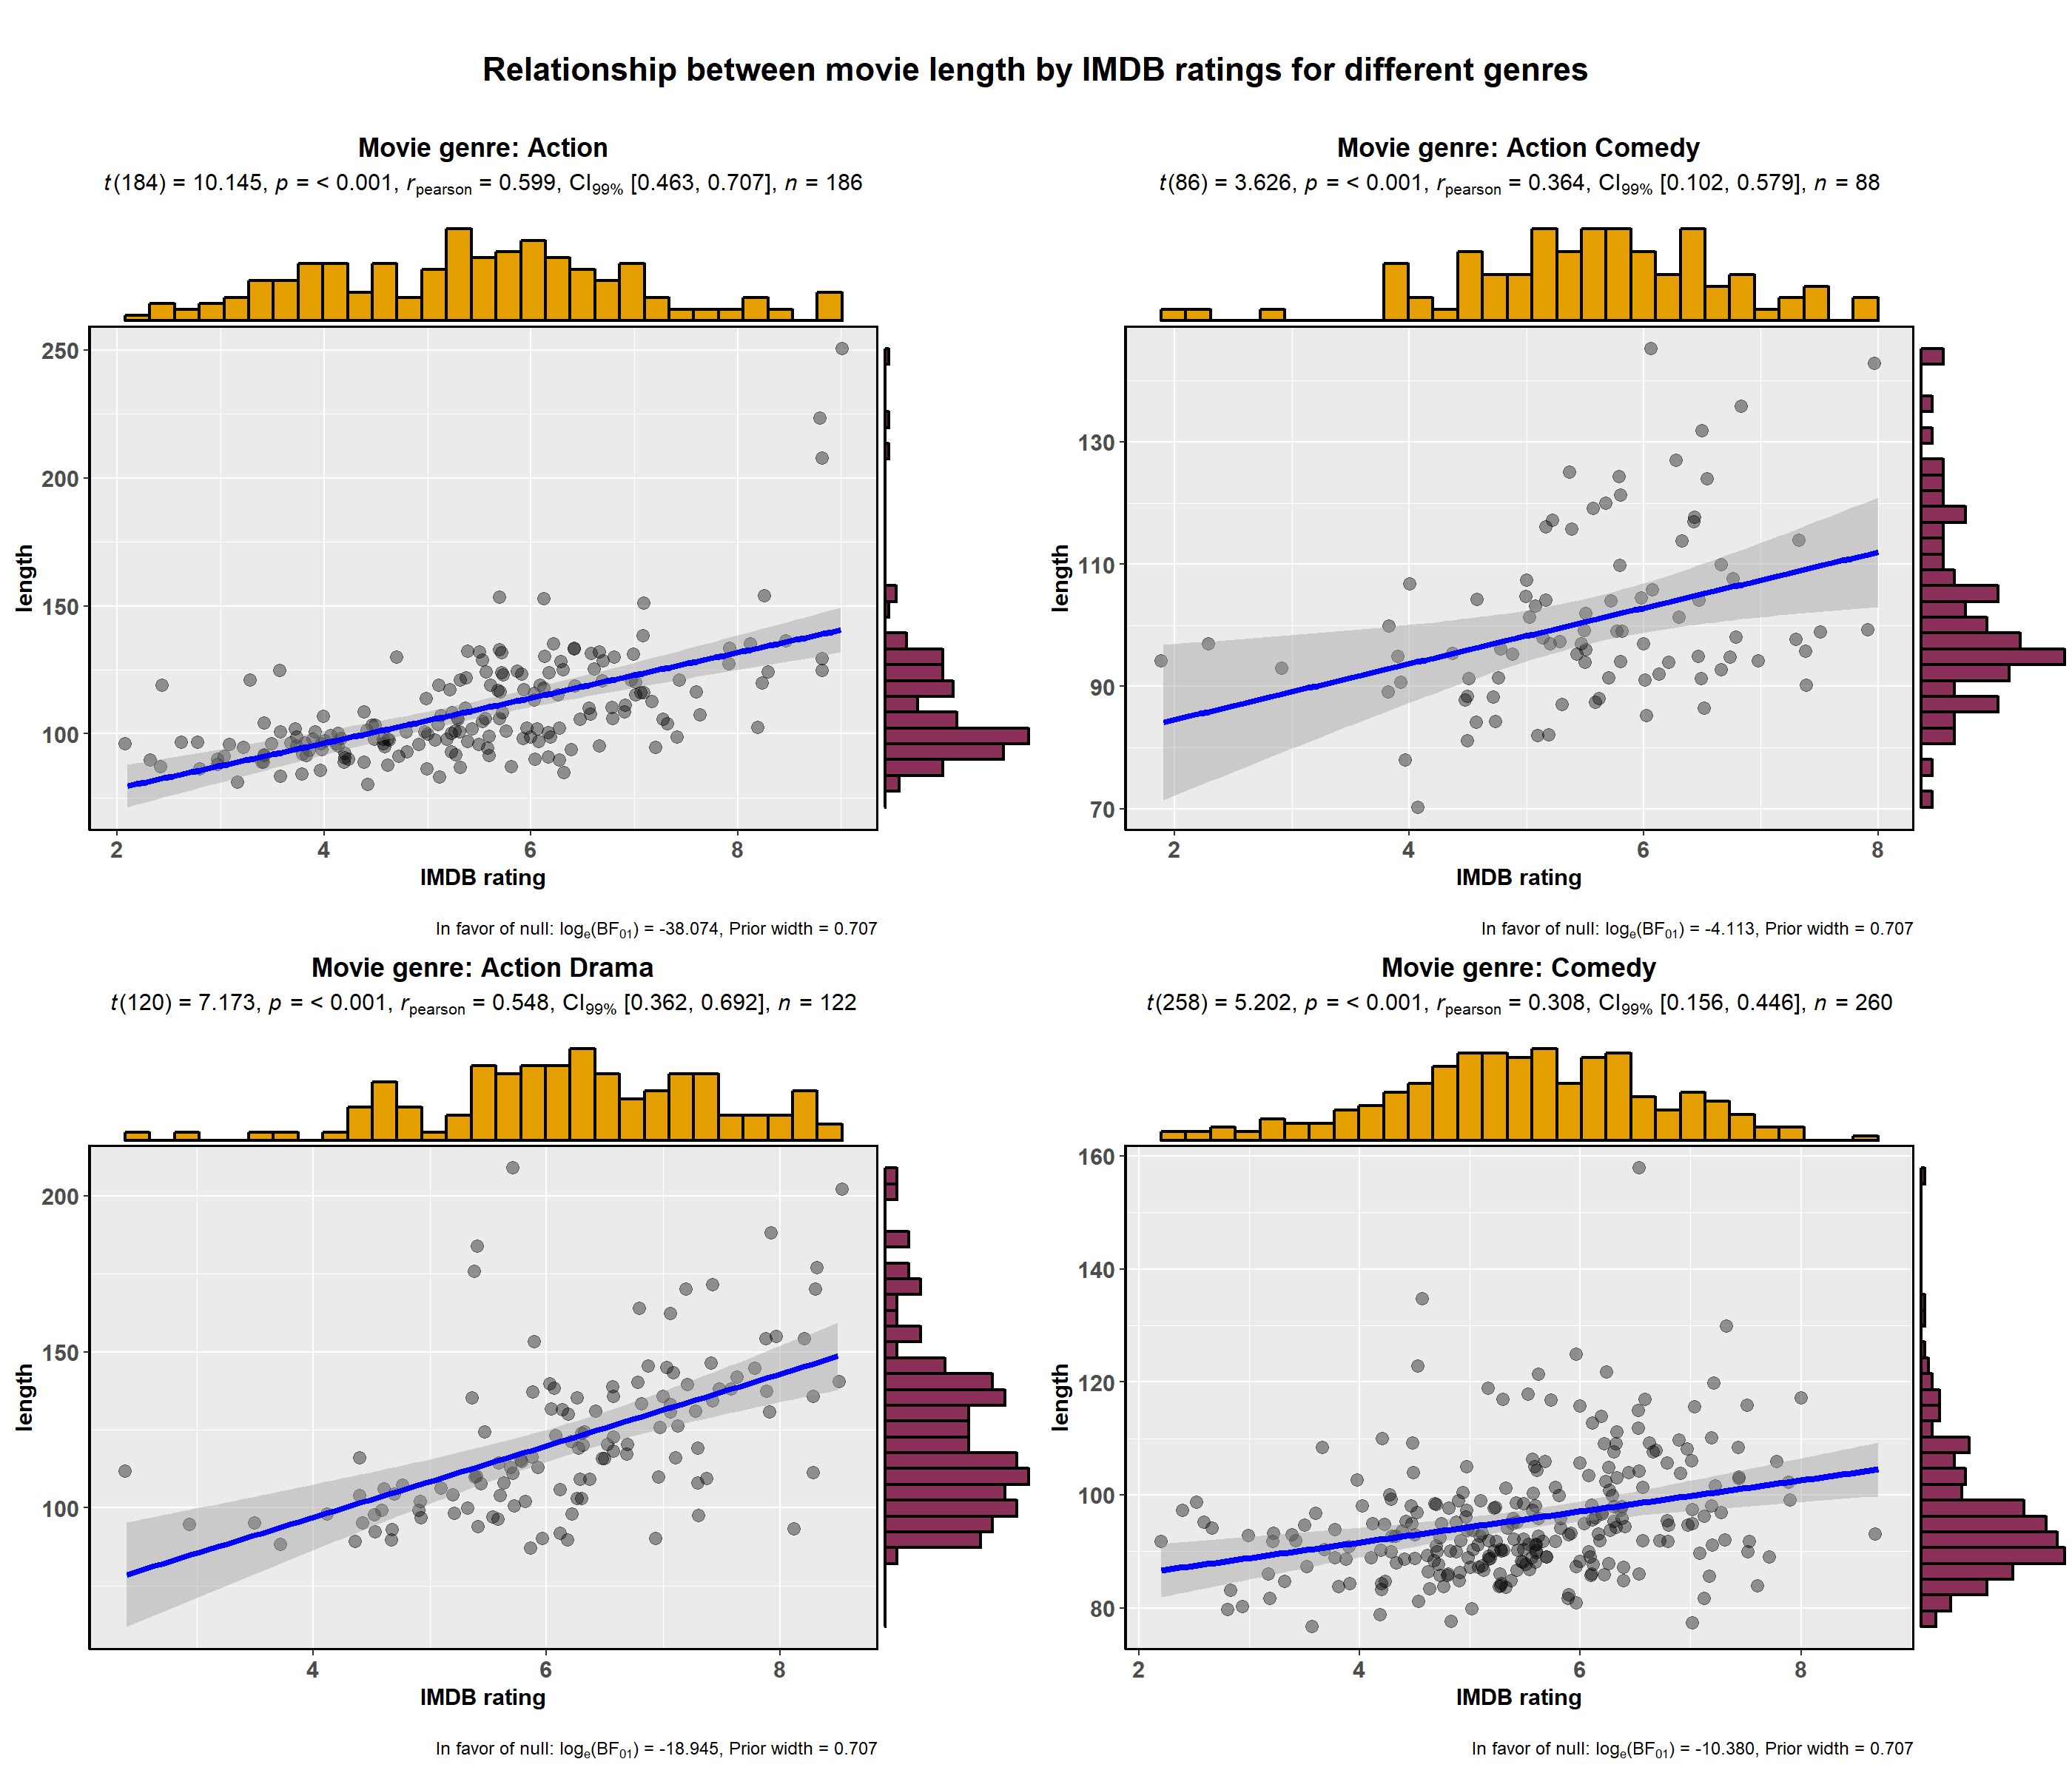 Relationship between movie length by IMDB ratings for different genres
Movie genre: Action
t(184) = 10.145, p = < 0.001, rpearson = 0.599, CI99% [0.463, 0.707], n = 186
250
200
150
100
length
2 4 6 8
IMDB rating
In favor of null: loge(BF01) = -38.074, Prior width = 0.707
Movie genre: Action Comedy
t(86) = 3.626, p = < 0.001, rpearson = 0.364, CI99% [0.102, 0.579], n = 88
130
110
90
70
length
2 4 6 8
IMDB rating
In favor of null: loge(BF01) = -4.113, Prior width = 0.707
Movie genre: Action Drama
t(120) = 7.173, p = < 0.001, rpearson = 0.548, CI99% [0.362, 0.692], n = 122
200
150
100
length
4 6 8
IMDB rating
In favor of null: loge(BF01) = -18.945, Prior width = 0.707
Movie genre: Comedy
t(258) = 5.202, p = < 0.001, rpearson = 0.308, CI99% [0.156, 0.446], n = 260
160
140
120
100
80
length
2 4 6 8
IMDB rating
In favor of null: loge(BF01) = -10.380, Prior width = 0.707